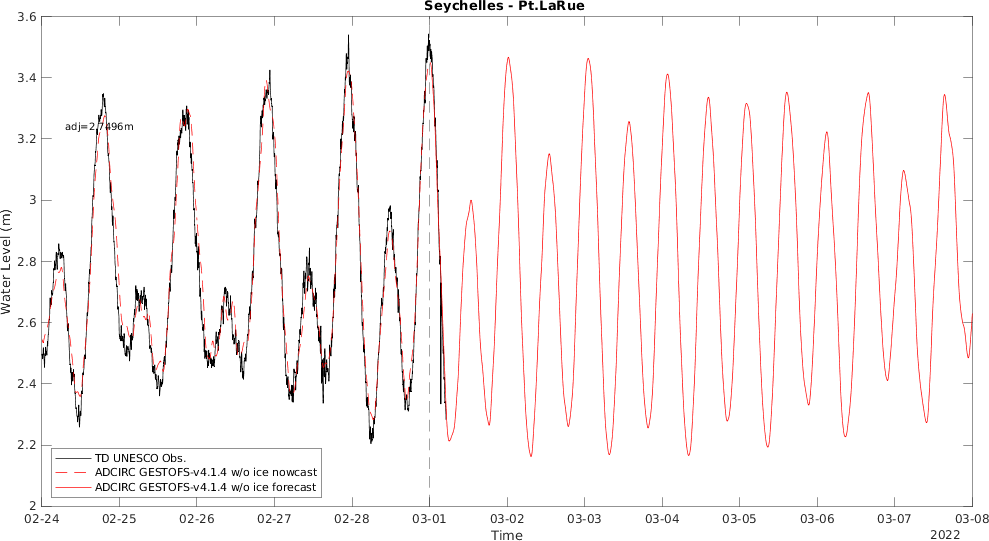 Seychelles - Pt.LaRue
3.6
3.4
3.2
3
2.8
2.6
2.4
2.2
2
Water Level (m)
adj=2.7496m
TD UNESCO Obs.
ADCIRC GESTOFS-v4.1.4 w/o ice nowcast
ADCIRC GESTOFS-v4.1.4 w/o ice forecast
02-24 02-25 02-26 02-27 02-28 03-01 03-02 03-03 03-04 03-05 03-06 03-07 03-08
Time
2022